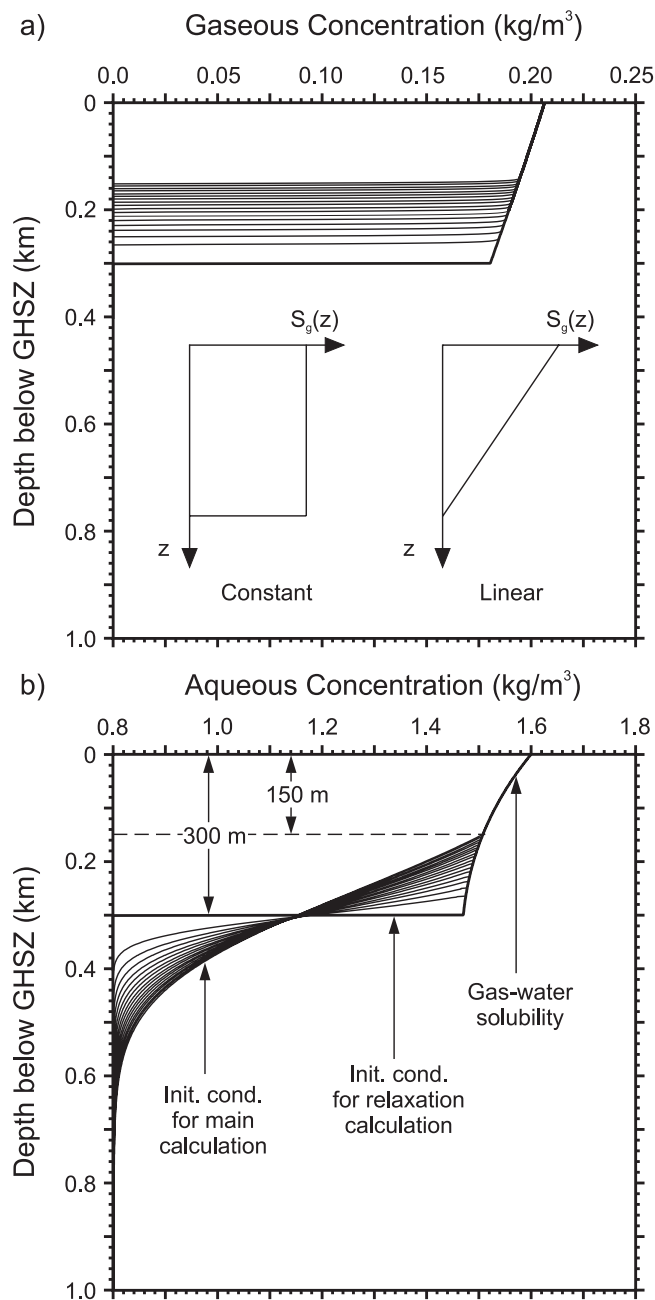 a) Gaseous Concentration (kg/m³)
0.0 0.05 0.10 0.15 0.20 0.25
0
0.2
0.4
0.6
0.8
1.0
Depth below GHSZ (km)
Sg(z) Sg(z)
z z
Constant Linear
b) Aqueous Concentration (kg/m³)
0.8 1.0 1.2 1.4 1.6 1.8
0
0.2
0.4
0.6
0.8
1.0
Depth below GHSZ (km)
150 m
300 m
Gas-water
solubility
Init. cond.
for main
calculation
Init. cond.
for relaxation
calculation